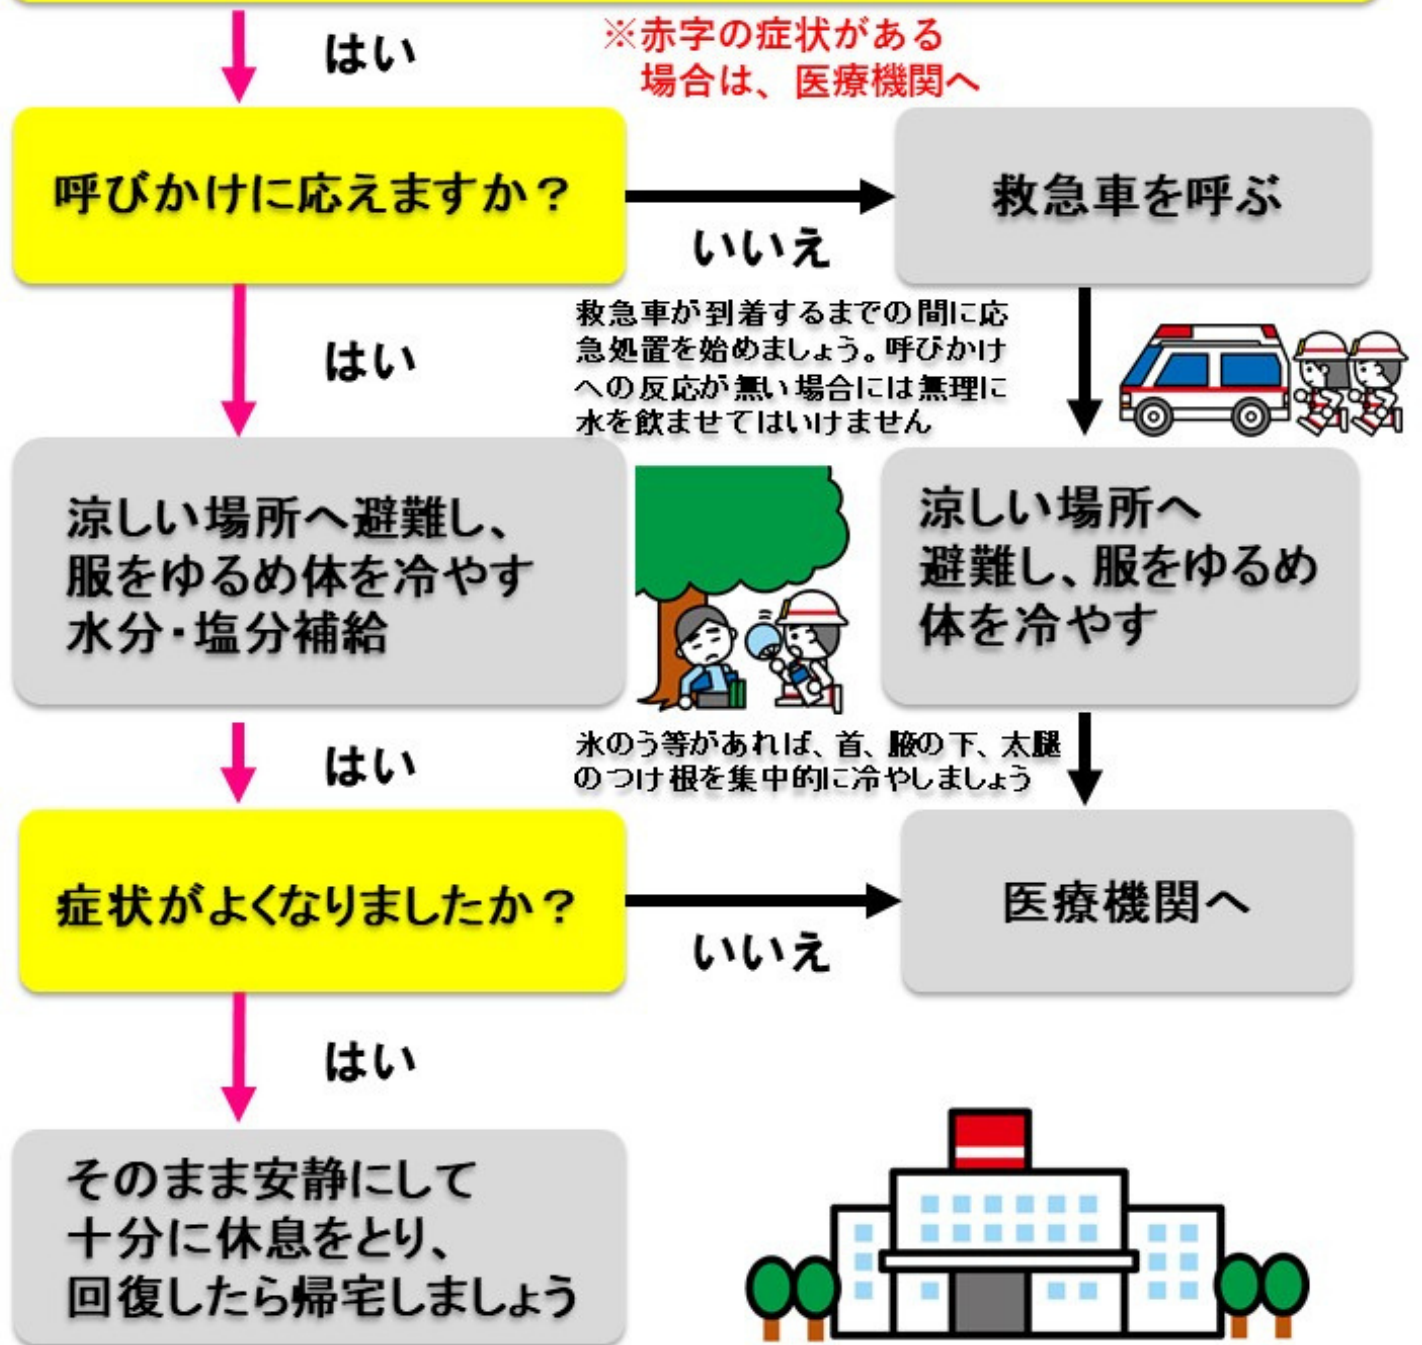 はい
※赤字の症状がある
場合は、医療機関へ
呼びかけに応えますか？
いいえ
救急車を呼ぶ
はい
救急車が到着するまでの間に応
急処置を始めましょう。呼びかけ
への反応が無い場合には無理に
水を飲ませてはいけません
涼しい場所へ避難し、
服をゆるめ体を冷やす
水分・塩分補給
涼しい場所へ
避難し、服をゆるめ
体を冷やす
はい
氷のう等があれば、首、腋の下、太腿
のつけ根を集中的に冷やしましょう
症状がよくなりましたか？
いいえ
医療機関へ
はい
そのまま安静にして
十分に休息をとり、
回復したら帰宅しましょう